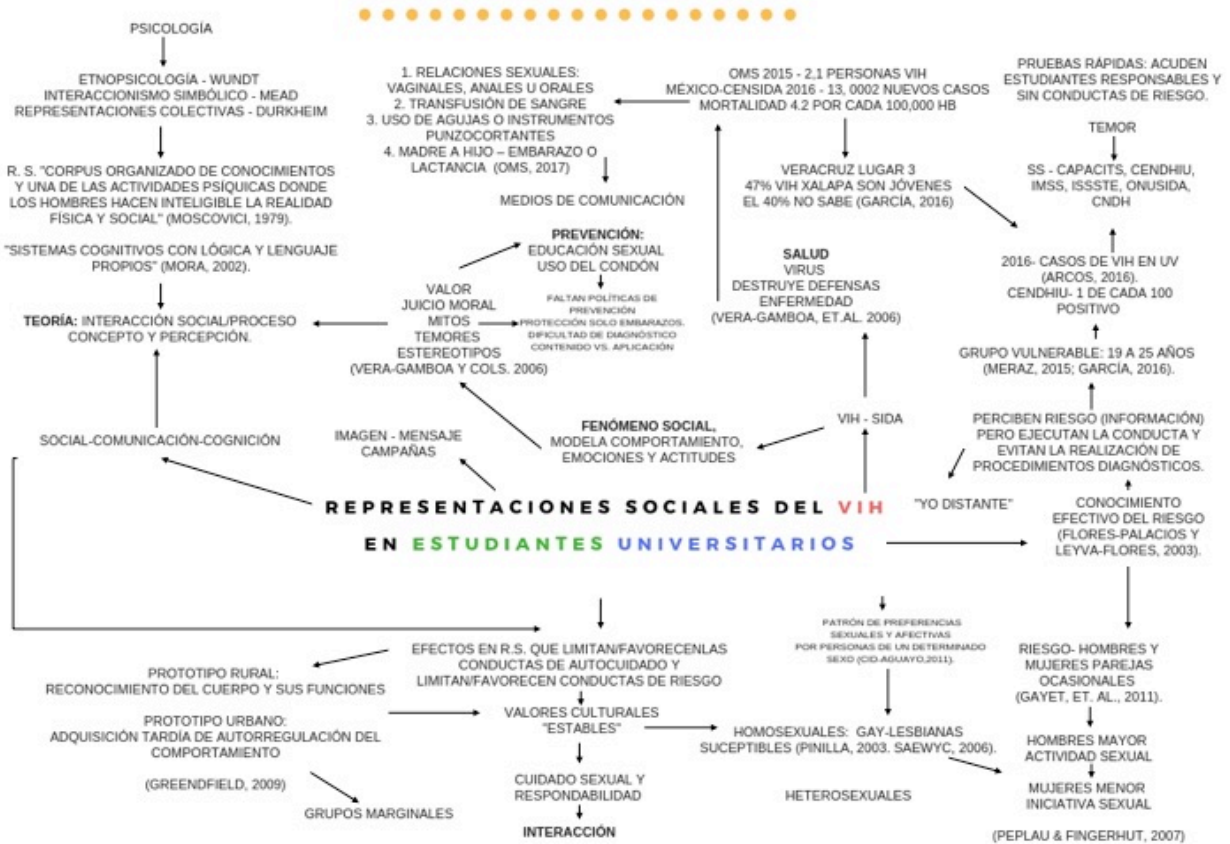 PSICOLOGÍA
ETNOPSICOLOGÍA - WUNDT
INTERACCIONISMO SIMBÓLICO - MEAD
REPRESENTACIONES COLECTIVAS - DURKHEIM
R. S. "CORPUS ORGANIZADO DE CONOCIMIENTOS
Y UNA DE LAS ACTIVIDADES PSÍQUICAS DONDE
LOS HOMBRES HACEN INTELIGIBLE LA REALIDAD
FÍSICA Y SOCIAL" (MOSCOVICI, 1979).
"SISTEMAS COGNITIVOS CON LÓGICA Y LENGUAJE
PROPIOS" (MORA, 2002).
TEORÍA: INTERACCIÓN SOCIAL/PROCESO
CONCEPTO Y PERCEPCIÓN.
SOCIAL-COMUNICACIÓN-COGNICIÓN
1. RELACIONES SEXUALES:
VAGINALES, ANALES U ORALES
2. TRANSFUSIÓN DE SANGRE
3. USO DE AGUJAS O INSTRUMENTOS
PUNZOCORTANTES
4. MADRE A HIJO – EMBARAZO O
LACTANCIA (OMS, 2017)
MEDIOS DE COMUNICACIÓN
PREVENCIÓN:
EDUCACIÓN SEXUAL
USO DEL CONDÓN
FALTAN POLÍTICAS DE
PREVENCIÓN
PROTECCIÓN SOLO EMBARAZOS.
DIFICULTAD DE DIAGNÓSTICO
CONTENIDO VS. APLICACIÓN
VALOR
JUICIO MORAL
MITOS
TEMORES
ESTEREOTIPOS
(VERA-GAMBOA Y COLS. 2006)
IMAGEN - MENSAJE
CAMPAÑAS
FENÓMENO SOCIAL,
MODELA COMPORTAMIENTO,
EMOCIONES Y ACTITUDES
OMS 2015 - 2,1 PERSONAS VIH
MÉXICO-CENSIDA 2016 - 13, 0002 NUEVOS CASOS
MORTALIDAD 4.2 POR CADA 100,000 HB
VERACRUZ LUGAR 3
47% VIH XALAPA SON JÓVENES
EL 40% NO SABE (GARCÍA, 2016)
SALUD
VIRUS
DESTRUYE DEFENSAS
ENFERMEDAD
(VERA-GAMBOA, ET.AL. 2006)
VIH - SIDA
PRUEBAS RÁPIDAS: ACUDEN
ESTUDIANTES RESPONSABLES Y
SIN CONDUCTAS DE RIESGO.
TEMOR
SS - CAPACITS, CENDHIU,
IMSS, ISSSTE, ONUSIDA,
CNDH
2016- CASOS DE VIH EN UV
(ARCOS, 2016).
CENDHIU- 1 DE CADA 100
POSITIVO
GRUPO VULNERABLE: 19 A 25 AÑOS
(MERAZ, 2015; GARCÍA, 2016).
PERCIBEN RIESGO (INFORMACIÓN)
PERO EJECUTAN LA CONDUCTA Y
EVITAN LA REALIZACIÓN DE
PROCEDIMIENTOS DIAGNÓSTICOS.
"YO DISTANTE"
CONOCIMIENTO
EFECTIVO DEL RIESGO
(FLORES-PALACIOS Y
LEYVA-FLORES, 2003).
REPRESENTACIONES SOCIALES DEL VIH
EN ESTUDIANTES UNIVERSITARIOS
EFECTOS EN R.S. QUE LIMITAN/FAVORECENLAS
CONDUCTAS DE AUTOCUIDADO Y
LIMITAN/FAVORECEN CONDUCTAS DE RIESGO
PROTOTIPO RURAL:
RECONOCIMIENTO DEL CUERPO Y SUS FUNCIONES
PROTOTIPO URBANO:
ADQUISICIÓN TARDÍA DE AUTORREGULACIÓN DEL
COMPORTAMIENTO
(GREENDFIELD, 2009)
GRUPOS MARGINALES
VALORES CULTURALES
"ESTABLES"
CUIDADO SEXUAL Y
RESPONDABILIDAD
INTERACCIÓN
PATRÓN DE PREFERENCIAS
SEXUALES Y AFECTIVAS
POR PERSONAS DE UN DETERMINADO
SEXO (CID-AGUAYO,2011).
HOMOSEXUALES: GAY-LESBIANAS
SUCEPTIBLES (PINILLA, 2003. SAEWYC, 2006).
HETEROSEXUALES
RIESGO- HOMBRES Y
MUJERES PAREJAS
OCASIONALES
(GAYET, ET. AL., 2011).
HOMBRES MAYOR
ACTIVIDAD SEXUAL
MUJERES MENOR
INICIATIVA SEXUAL
(PEPLAU & FINGERHUT, 2007)